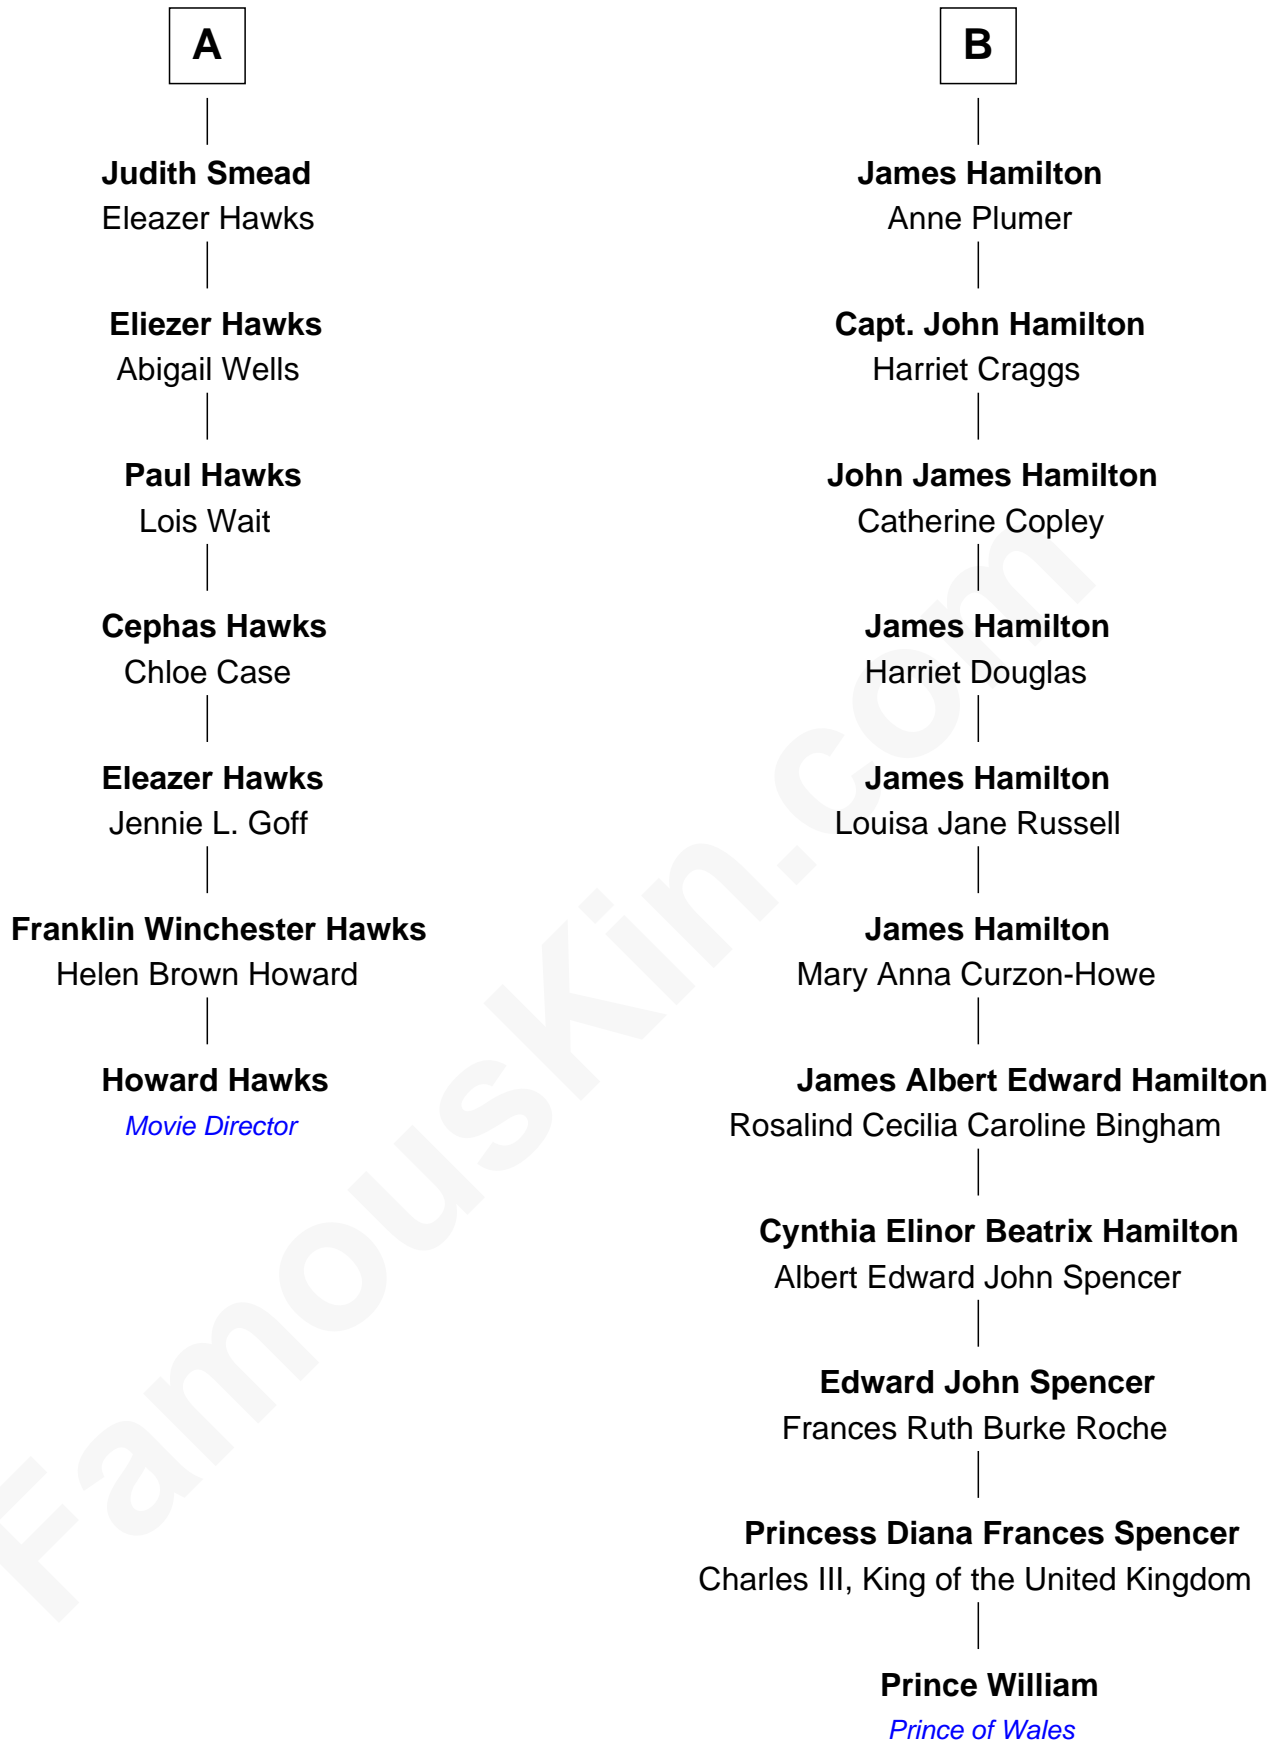 A
Judith Smead
Eleazer Hawks
Eliezer Hawks
Abigail Wells
Paul Hawks
Lois Wait
Cephas Hawks
Chloe Case
Eleazer Hawks
Jennie L. Goff
Franklin Winchester Hawks
Helen Brown Howard
Howard Hawks
Movie Director
B
James Hamilton
Anne Plumer
Capt. John Hamilton
Harriet Craggs
John James Hamilton
Catherine Copley
James Hamilton
Harriet Douglas
James Hamilton
Louisa Jane Russell
James Hamilton
Mary Anna Curzon-Howe
James Albert Edward Hamilton
Rosalind Cecilia Caroline Bingham
Cynthia Elinor Beatrix Hamilton
Albert Edward John Spencer
Edward John Spencer
Frances Ruth Burke Roche
Princess Diana Frances Spencer
Charles III, King of the United Kingdom
Prince William
Prince of Wales
FamousKin.com